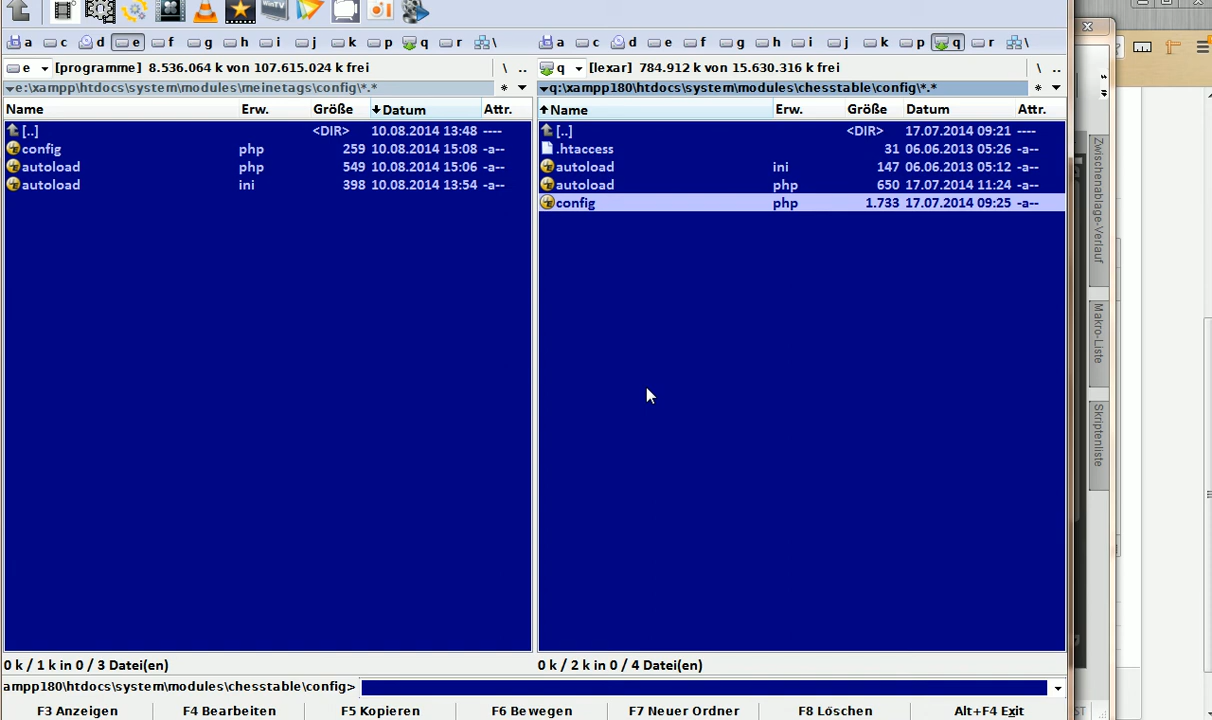 WinTV
a c d e f g h i j k p q r \ a c d e f g h i j k p q r \
e [programme] 8.536.064 k von 107.615.024 k frei \ .. q [lexar] 784.912 k von 15.630.316 k frei \ ..
e:\xampp\htdocs\system\modules\meinetags\config\*.* * q:\xampp180\htdocs\system\modules\chesstable\config\*.* *
Name Erw. Größe Datum Attr. Name Erw. Größe Datum Attr.
[..] <DIR> 10.08.2014 13:48 ---- [..] <DIR> 17.07.2014 09:21 ----
config php 259 10.08.2014 15:08 -a-- .htaccess 31 06.06.2013 05:26 -a--
autoload php 549 10.08.2014 15:06 -a-- autoload ini 147 06.06.2013 05:12 -a--
autoload ini 398 10.08.2014 13:54 -a-- autoload php 650 17.07.2014 11:24 -a--
config php 1.733 17.07.2014 09:25 -a--
Zwischenablage-Verlauf
Makro-Liste
Skriptenliste
0 k / 1 k in 0 / 3 Datei(en) 0 k / 2 k in 0 / 4 Datei(en)
ampp180\htdocs\system\modules\chesstable\config>
F3 Anzeigen F4 Bearbeiten F5 Kopieren F6 Bewegen F7 Neuer Ordner F8 Löschen Alt+F4 Exit